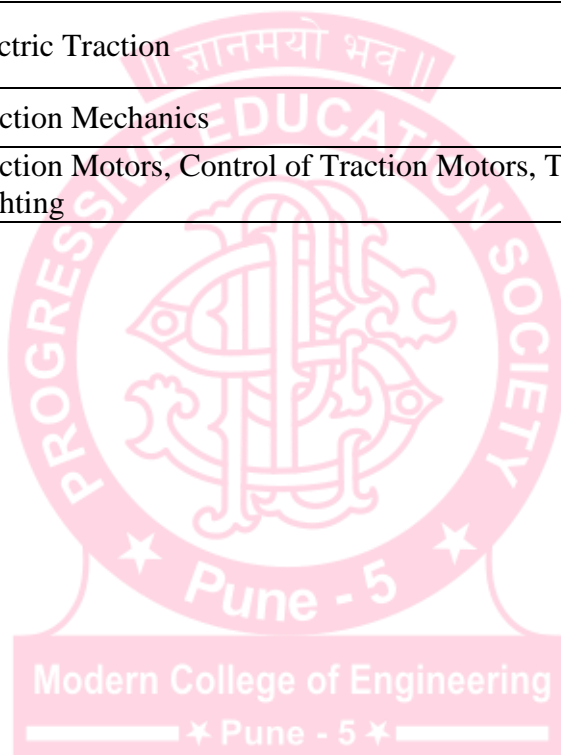 ctric Traction
ction Mechanics
ction Motors, Control of Traction Motors, T
hting
॥ ज्ञानमयो भव ॥
PROGRESSIVE EDUCATION SOCIETY
Pune - 5
Modern College of Engineering
Pune - 5